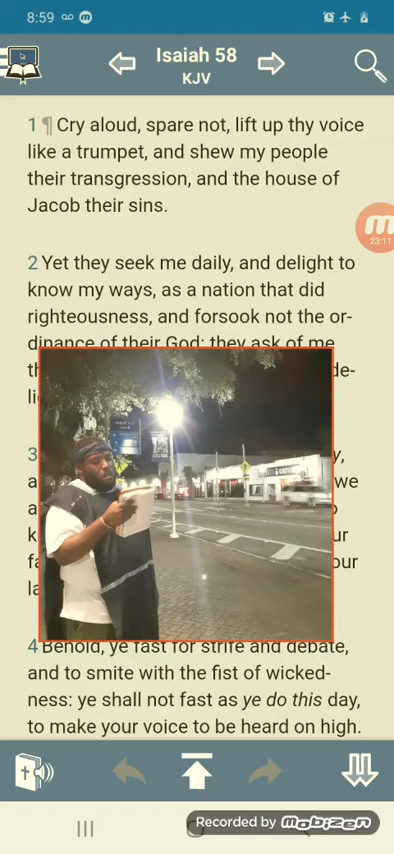 8:59
Isaiah 58
KJV
1 ¶ Cry aloud, spare not, lift up thy voice
like a trumpet, and shew my people
their transgression, and the house of
Jacob their sins.
23:11
2 Yet they seek me daily, and delight to
know my ways, as a nation that did
righteousness, and forsook not the or-
dinance of their God: they ask of me
de-
3
we
4 Behold, ye fast for strife and debate,
and to smite with the fist of wicked-
ness: ye shall not fast as ye do this day,
to make your voice to be heard on high.
Recorded by mobizen